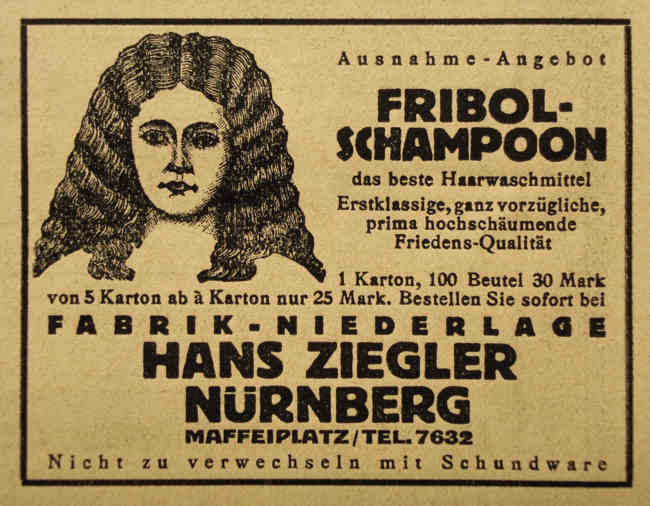 Ausnahme-Angebot
FRIBOL-
SCHAMPOON
das beste Haarwaschmittel
Erstklassige, ganz vorzügliche,
prima hochschäumende
Friedens-Qualität
1 Karton, 100 Beutel 30 Mark
von 5 Karton ab à Karton nur 25 Mark. Bestellen Sie sofort bei
FABRIK-NIEDERLAGE
HANS ZIEGLER
NÜRNBERG
MAFFEIPLATZ/TEL. 7632
Nicht zu verwechseln mit Schundware